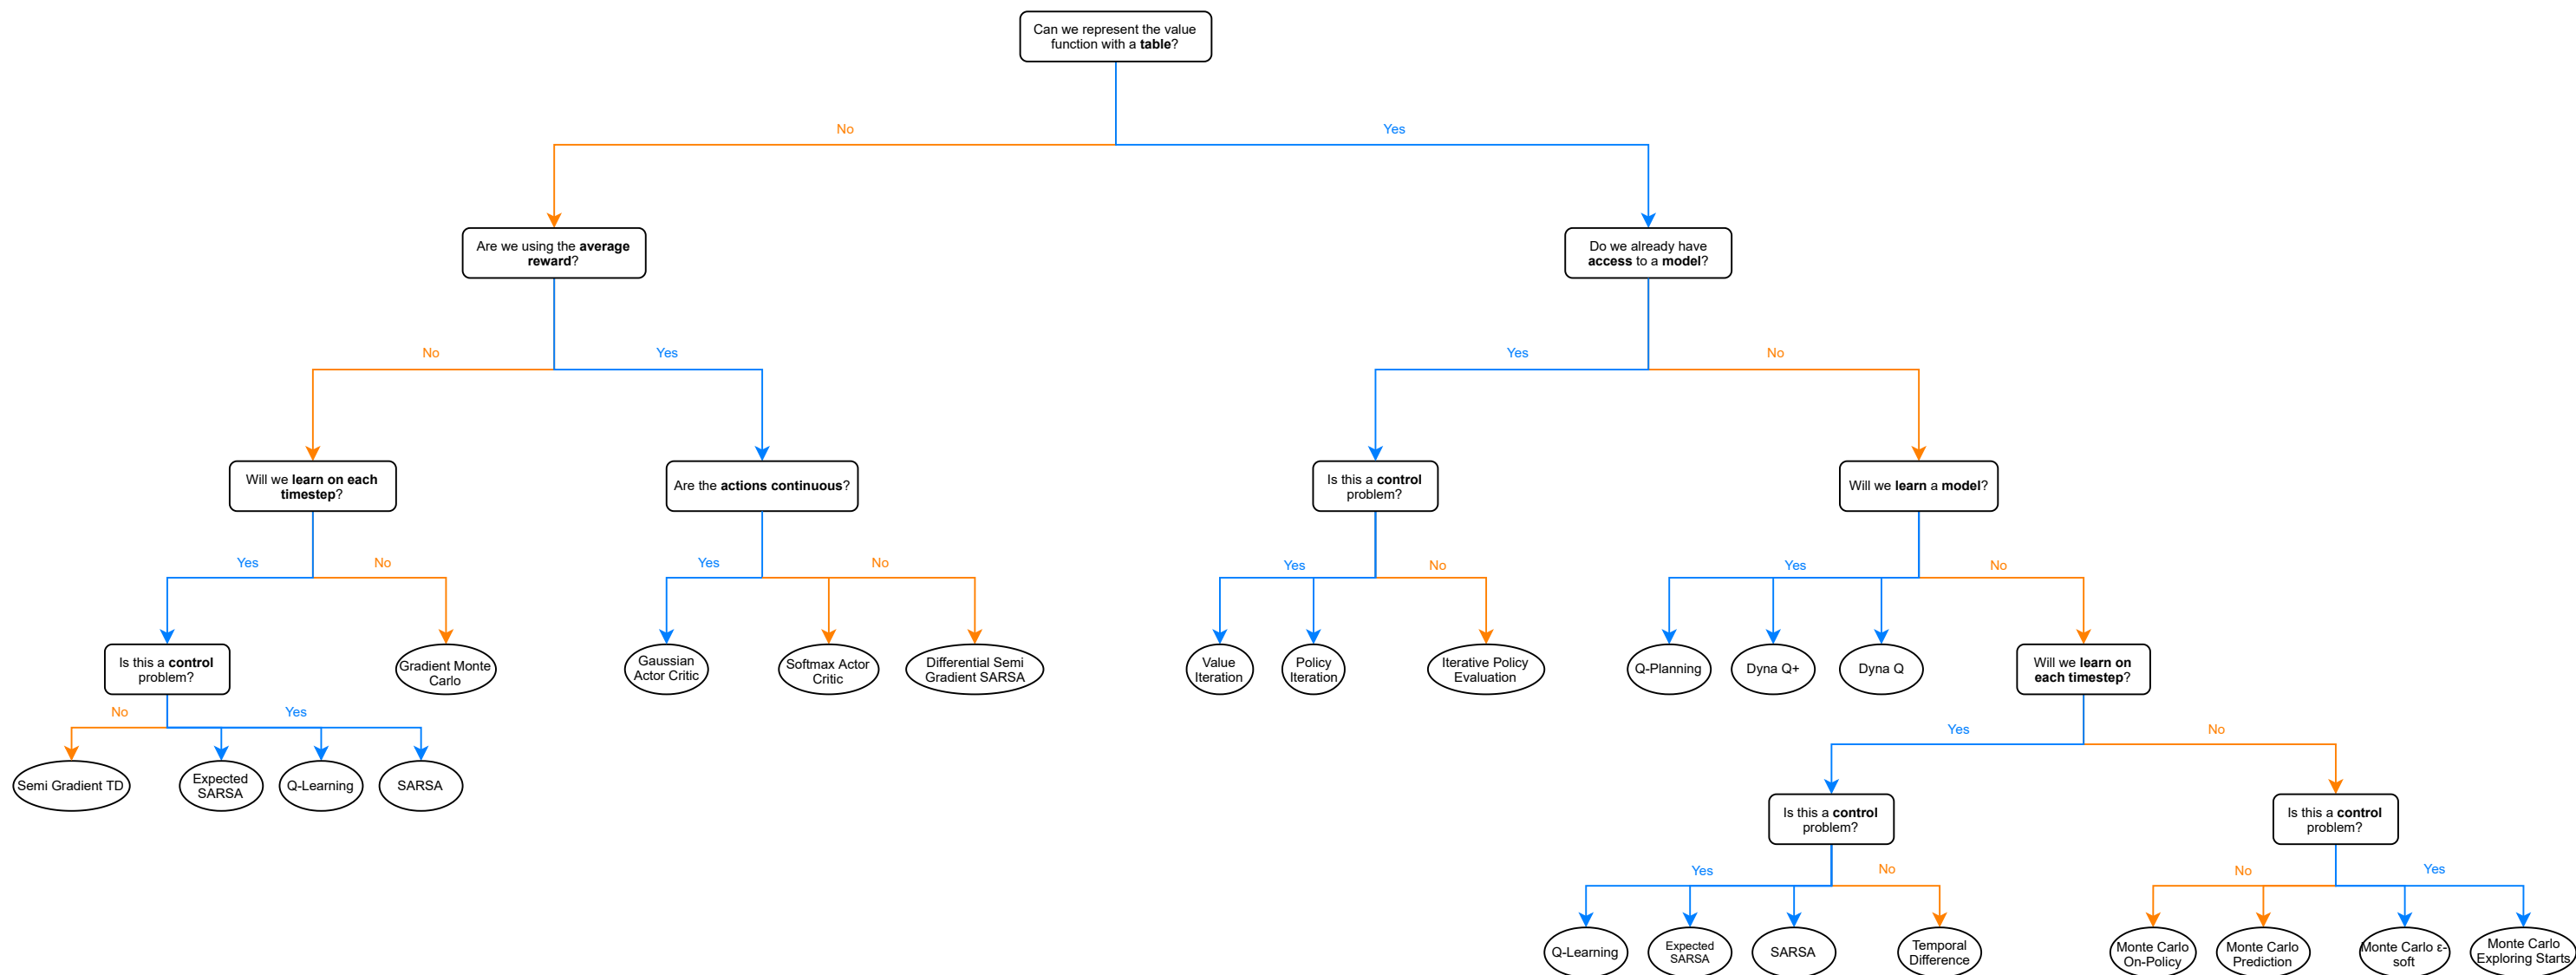 Can we represent the value
function with a table?
No
Yes
Are we using the average
reward?
Do we already have
access to a model?
No
Yes
Yes
No
Will we learn on each
timestep?
Are the actions continuous?
Is this a control
problem?
Will we learn a model?
Yes
No
Yes
No
Yes
No
Yes
No
Is this a control
problem?
Gradient Monte
Carlo
Gaussian
Actor Critic
Softmax Actor
Critic
Differential Semi
Gradient SARSA
Value
Iteration
Policy
Iteration
Iterative Policy
Evaluation
Q-Planning
Dyna Q+
Dyna Q
Will we learn on
each timestep?
No
Yes
Yes
No
Semi Gradient TD
Expected
SARSA
Q-Learning
SARSA
Is this a control
problem?
Is this a control
problem?
Yes
No
No
Yes
Q-Learning
Expected
SARSA
SARSA
Temporal
Difference
Monte Carlo
On-Policy
Monte Carlo
Prediction
Monte Carlo ε-
soft
Monte Carlo
Exploring Starts